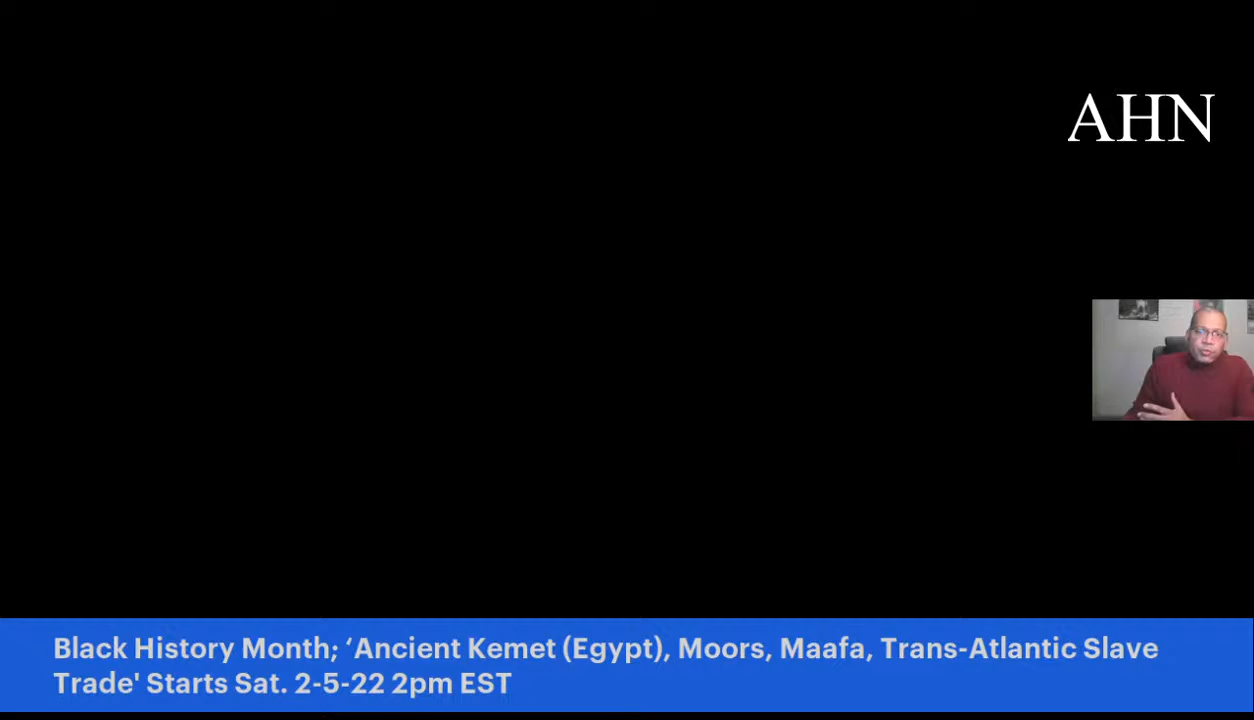 AHN
Black History Month; ‘Ancient Kemet (Egypt), Moors, Maafa, Trans-Atlantic Slave
Trade' Starts Sat. 2-5-22 2pm EST